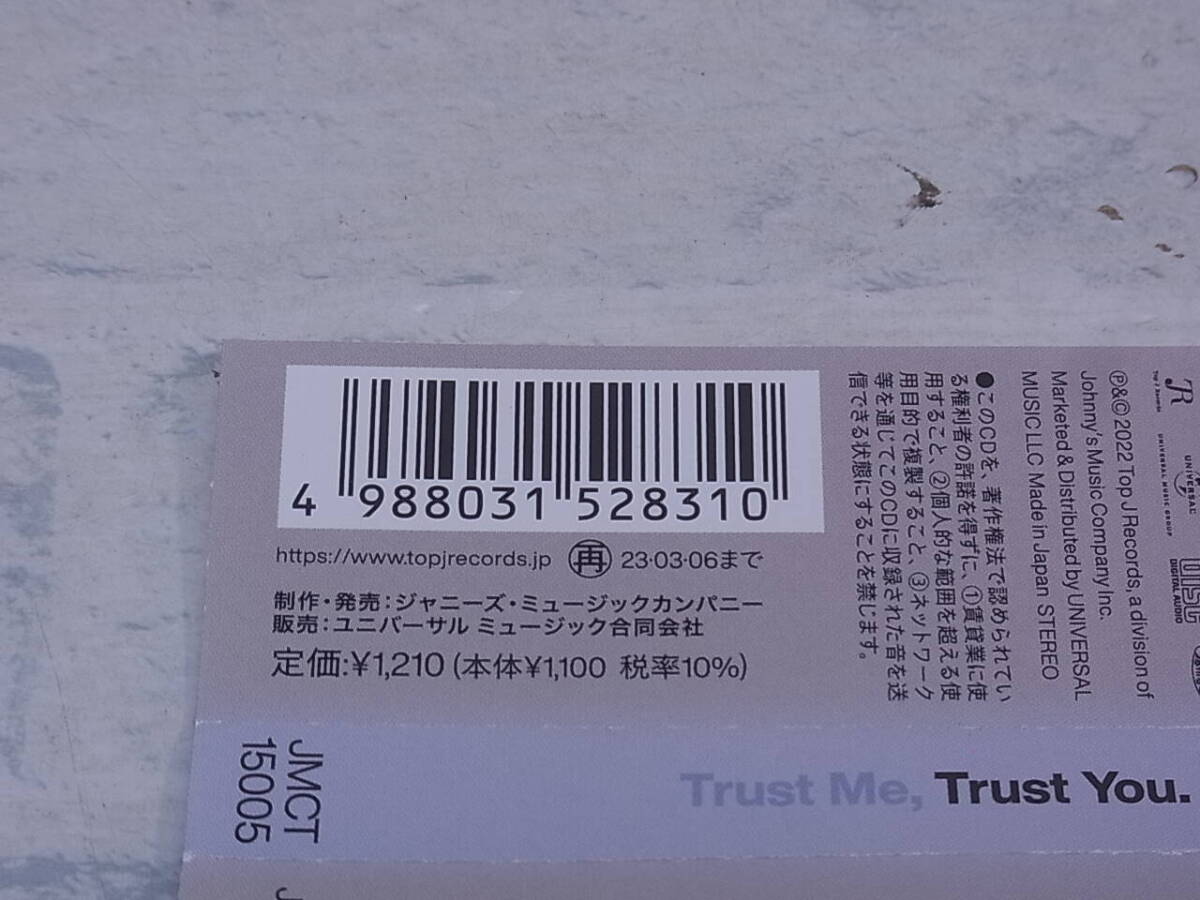 4 988031 528310
https://www.topjrecords.jp 再 23・03・06まで
制作・発売：ジャニーズ・ミュージックカンパニー
販売：ユニバーサル ミュージック合同会社
定価:¥1,210 (本体¥1,100 税率10%)
●このCDを、著作権法で認められてい
る権利者の許諾を得ずに、①賃貸業に使
用すること、②個人的な範囲を超える使
用目的で複製すること、③ネットワーク
等を通じてこのCDに収録された音を送
信できる状態にすることを禁じます。
℗&© 2022 Top J Records, a division of
Johnny's Music Company Inc.
Marketed & Distributed by UNIVERSAL
MUSIC LLC Made in Japan STEREO
Top J Records
UNIVERSAL
UNIVERSAL MUSIC GROUP
DISC
DIGITAL AUDIO
JMCT
15005
Trust Me, Trust You.